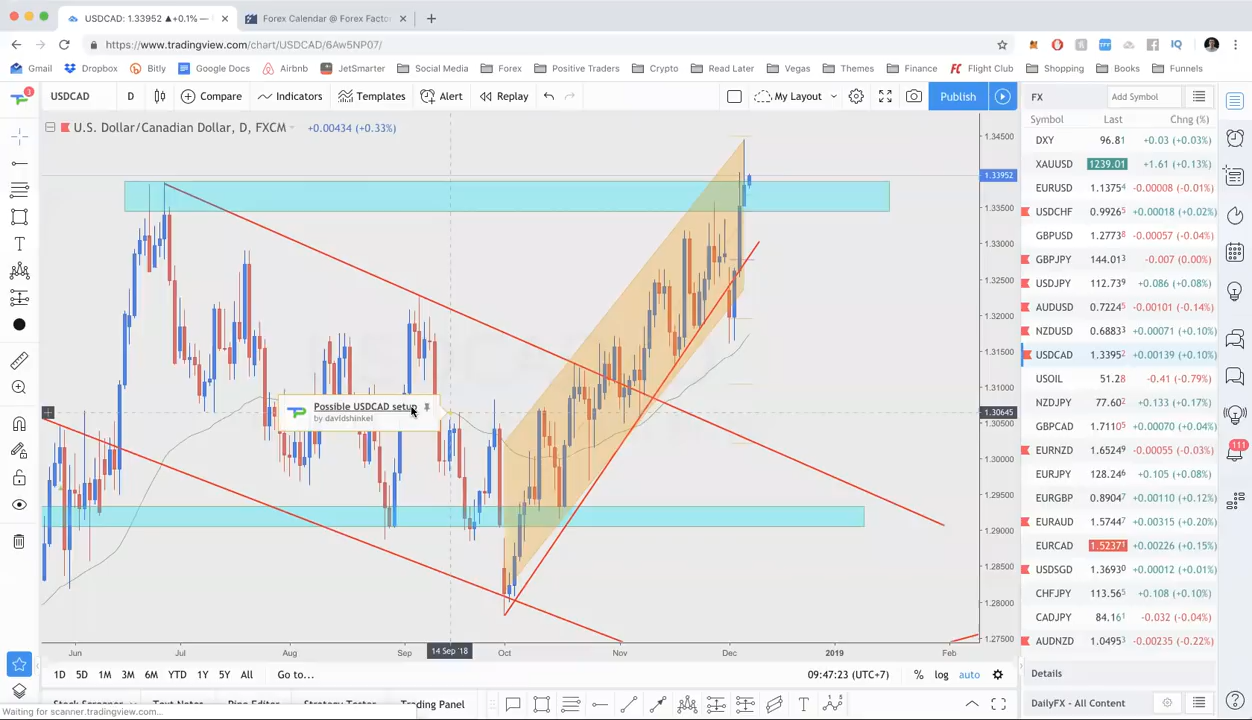 USDCAD: 1.33952 ▲+0.1% —
Forex Calendar @ Forex Facto
https://www.tradingview.com/chart/USDCAD/6Aw5NP07/
Gmail Dropbox Bitly Google Docs Airbnb JetSmarter Social Media Forex Positive Traders Crypto Read Later Vegas Themes Finance Flight Club Shopping Books Funnels
USDCAD D Compare Indicators Templates Alert Replay My Layout Publish FX Add Symbol
U.S. Dollar/Canadian Dollar, D, FXCM +0.00434 (+0.33%)
Symbol Last Chg (%)
DXY 96.81 +0.03 (+0.03%)
XAUUSD 1239.01 +1.61 (+0.13%)
EURUSD 1.13754 -0.00008 (-0.01%)
USDCHF 0.99265 +0.00018 (+0.02%)
GBPUSD 1.27738 -0.00057 (-0.04%)
GBPJPY 144.013 -0.007 (0.00%)
USDJPY 112.739 +0.086 (+0.08%)
AUDUSD 0.72245 -0.00101 (-0.14%)
NZDUSD 0.68833 +0.00071 (+0.10%)
USDCAD 1.33952 +0.00139 (+0.10%)
USOIL 51.28 -0.41 (-0.79%)
NZDJPY 77.602 +0.133 (+0.17%)
GBPCAD 1.71105 +0.00070 (+0.04%)
EURNZD 1.65249 -0.00055 (-0.03%)
EURJPY 128.246 +0.105 (+0.08%)
EURGBP 0.89047 +0.00110 (+0.12%)
EURAUD 1.57447 +0.00315 (+0.20%)
EURCAD 1.52371 +0.00226 (+0.15%)
USDSGD 1.36930 +0.00012 (+0.01%)
CHFJPY 113.565 +0.108 (+0.10%)
CADJPY 84.161 -0.032 (-0.04%)
AUDNZD 1.04953 -0.00235 (-0.22%)
1.34500
1.33952
1.33500
1.33000
1.32500
1.32000
1.31500
1.31000
1.30645
1.30500
1.30000
1.29500
1.29000
1.28500
1.28000
1.27500
Possible USDCAD setup
by davidshinkel
111
Jun Jul Aug Sep 14 Sep '18 Oct Nov Dec 2019 Feb
1D 5D 1M 3M 6M YTD 1Y 5Y All Go to... 09:47:23 (UTC+7) % log auto
Details
Stock Screener Text Notes Pine Editor Strategy Tester Trading Panel
DailyFX - All Content
Waiting for scanner.tradingview.com...